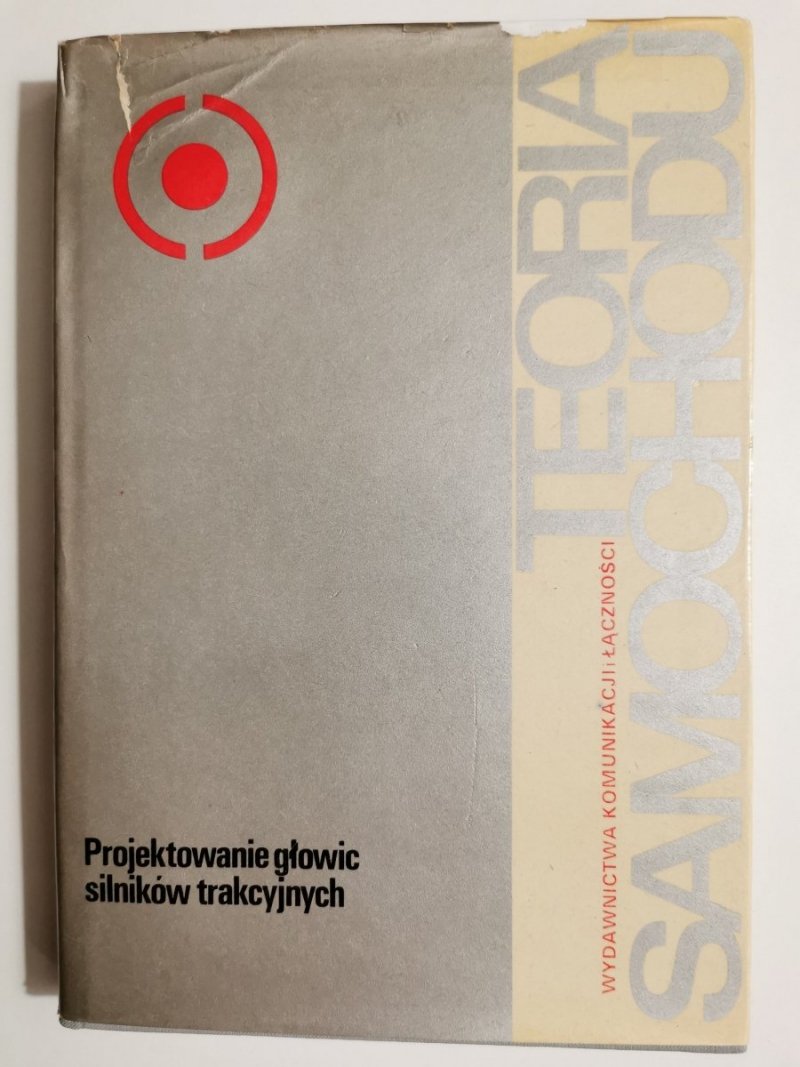 Projektowanie głowic
silników trakcyjnych
TEORIA
SAMOCHODU
WYDAWNICTWA KOMUNIKACJI i ŁĄCZNOŚCI